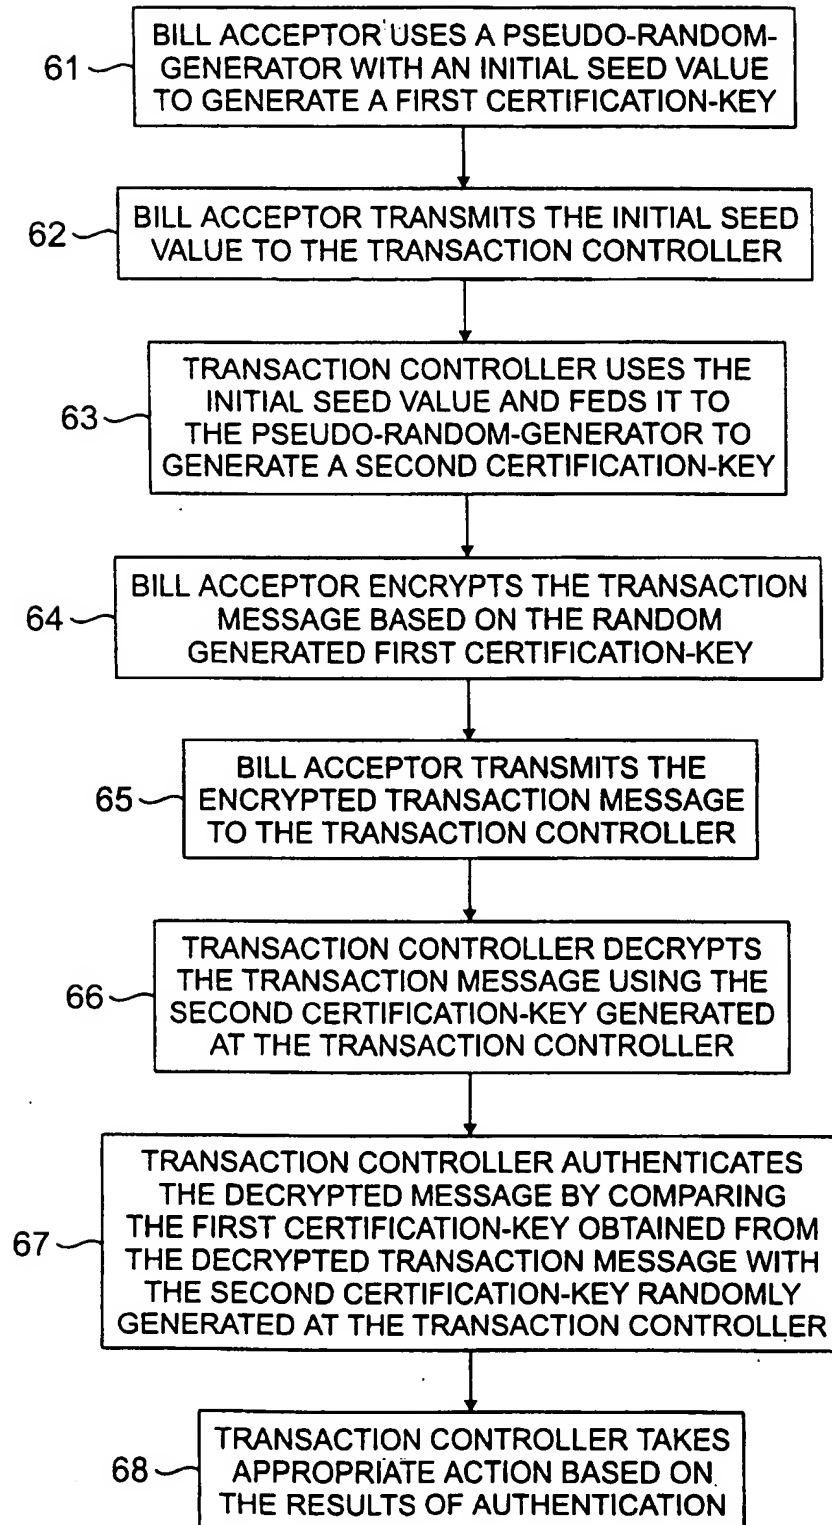 BILL ACCEPTOR USES A PSEUDO-RANDOM-
61 GENERATOR WITH AN INITIAL SEED VALUE
TO GENERATE A FIRST CERTIFICATION-KEY
BILL ACCEPTOR TRANSMITS THE INITIAL SEED
62 VALUE TO THE TRANSACTION CONTROLLER
TRANSACTION CONTROLLER USES THE
INITIAL SEED VALUE AND FEDS IT TO
63 THE PSEUDO-RANDOM-GENERATOR TO
GENERATE A SECOND CERTIFICATION-KEY
BILL ACCEPTOR ENCRYPTS THE TRANSACTION
64 MESSAGE BASED ON THE RANDOM
GENERATED FIRST CERTIFICATION-KEY
BILL ACCEPTOR TRANSMITS THE
65 ENCRYPTED TRANSACTION MESSAGE
TO THE TRANSACTION CONTROLLER
TRANSACTION CONTROLLER DECRYPTS
THE TRANSACTION MESSAGE USING THE
66 SECOND CERTIFICATION-KEY GENERATED
AT THE TRANSACTION CONTROLLER
TRANSACTION CONTROLLER AUTHENTICATES
THE DECRYPTED MESSAGE BY COMPARING
THE FIRST CERTIFICATION-KEY OBTAINED FROM
67 THE DECRYPTED TRANSACTION MESSAGE WITH
THE SECOND CERTIFICATION-KEY RANDOMLY
GENERATED AT THE TRANSACTION CONTROLLER
TRANSACTION CONTROLLER TAKES
68 APPROPRIATE ACTION BASED ON
THE RESULTS OF AUTHENTICATION